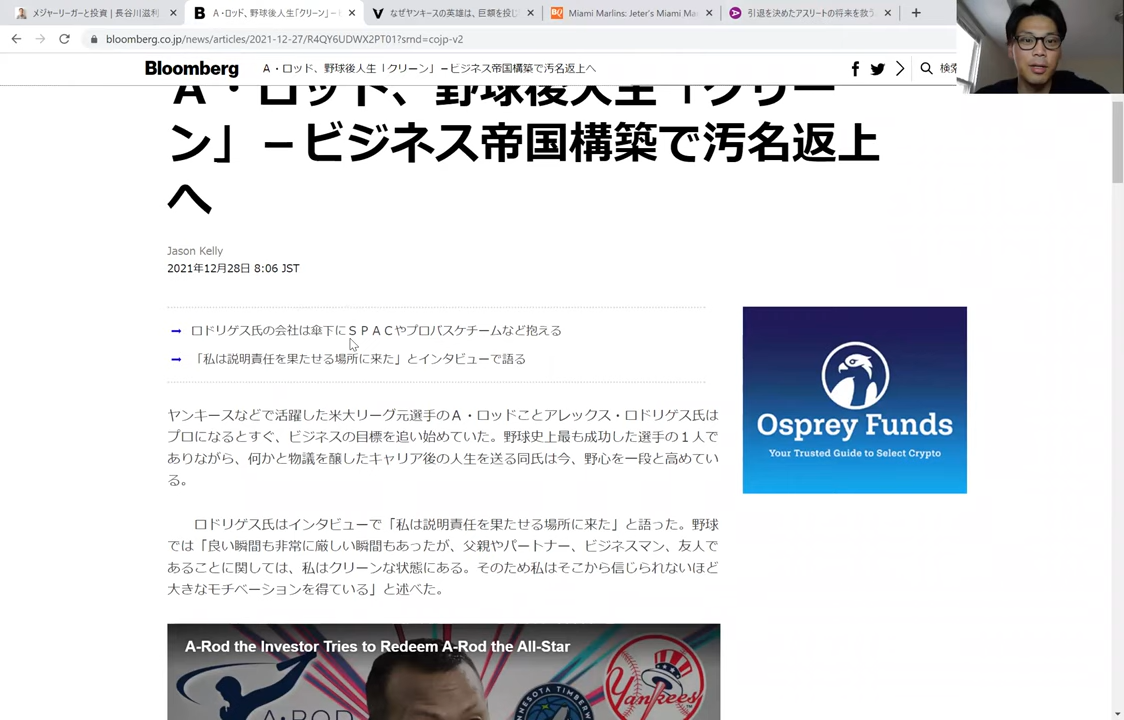 メジャーリーガーと投資 | 長谷川滋利
A・ロッド、野球後人生「クリーン」–
なぜヤンキースの英雄は、巨額を投じ
Miami Marlins: Jeter's Miami Mar
引退を決めたアスリートの将来を救う
bloomberg.co.jp/news/articles/2021-12-27/R4QY6UDWX2PT01?srnd=cojp-v2
Bloomberg
Ａ・ロッド、野球後人生「クリーン」－ビジネス帝国構築で汚名返上へ
検索
Ａ・ロッド、野球後人生「クリー
ン」－ビジネス帝国構築で汚名返上
へ
Jason Kelly
2021年12月28日 8:06 JST
ロドリゲス氏の会社は傘下にＳＰＡＣやプロバスケチームなど抱える
「私は説明責任を果たせる場所に来た」とインタビューで語る
ヤンキースなどで活躍した米大リーグ元選手のＡ・ロッドことアレックス・ロドリゲス氏は
プロになるとすぐ、ビジネスの目標を追い始めていた。野球史上最も成功した選手の１人で
ありながら、何かと物議を醸したキャリア後の人生を送る同氏は今、野心を一段と高めてい
る。
ロドリゲス氏はインタビューで「私は説明責任を果たせる場所に来た」と語った。野球
では「良い瞬間も非常に厳しい瞬間もあったが、父親やパートナー、ビジネスマン、友人で
あることに関しては、私はクリーンな状態にある。そのため私はそこから信じられないほど
大きなモチベーションを得ている」と述べた。
Osprey Funds
Your Trusted Guide to Select Crypto
A-Rod the Investor Tries to Redeem A-Rod the All-Star
A•ROD
MINNESOTA TIMBERW
Yankees